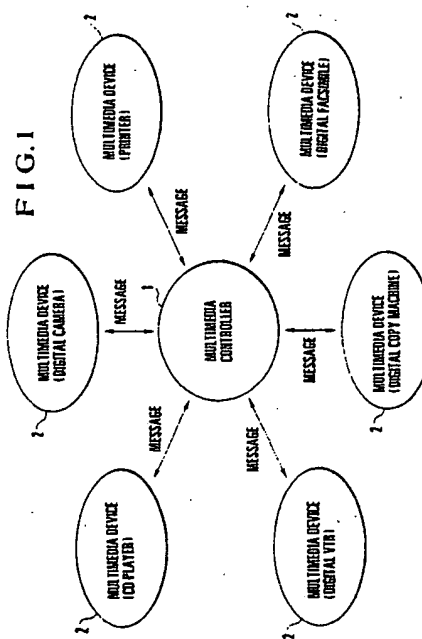 FIG.1
2
MULTIMEDIA DEVICE
(CD PLAYER)
2
MULTIMEDIA DEVICE
(DIGITAL CAMERA)
2
MULTIMEDIA DEVICE
(PRINTER)
MESSAGE
MESSAGE
MESSAGE
1
MULTIMEDIA
CONTROLLER
MESSAGE
MESSAGE
MESSAGE
2
MULTIMEDIA DEVICE
(DIGITAL VTR)
2
MULTIMEDIA DEVICE
(DIGITAL COPY MACHINE)
2
MULTIMEDIA DEVICE
(DIGITAL FACSIMILE)